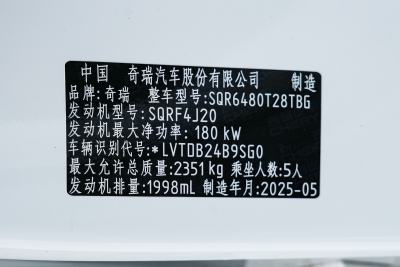 中国 奇瑞汽车股份有限公司 制造
品牌:奇瑞 整车型号:SQR6480T28TBG
发动机型号:SQRF4J20
发动机最大净功率:180 kW
车辆识别代号:*LVTDB24B9SG0
最大允许总质量:2351kg 乘坐人数:5人
发动机排量:1998mL 制造年月:2025-05